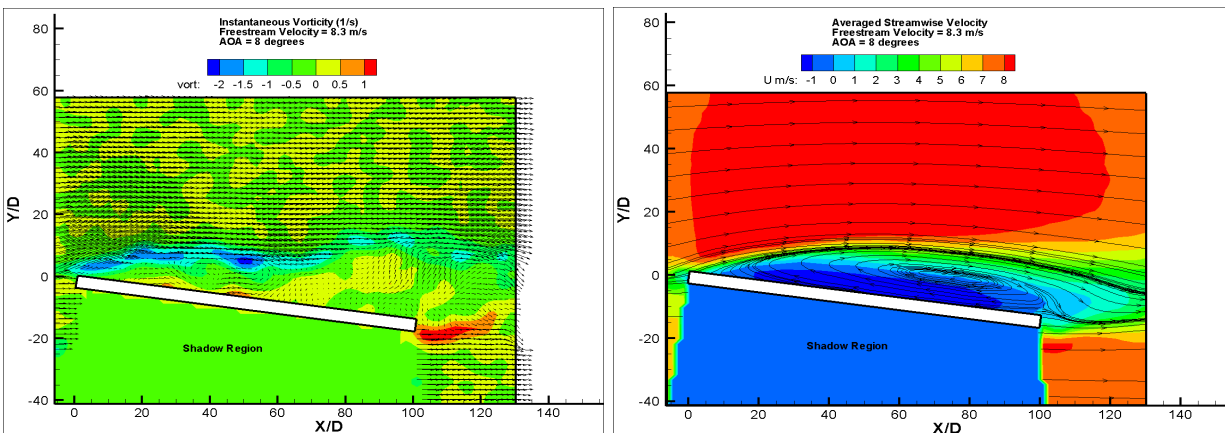 Instantaneous Vorticity (1/s)
Freestream Velocity = 8.3 m/s
AOA = 8 degrees
vort: -2 -1.5 -1 -0.5 0 0.5 1
Y/D
80
60
40
20
0
-20
-40
Shadow Region
0 20 40 60 80 100 120 140
X/D
Averaged Streamwise Velocity
Freestream Velocity = 8.3 m/s
AOA = 8 degrees
U m/s: -1 0 1 2 3 4 5 6 7 8
Y/D
80
60
40
20
0
-20
-40
Shadow Region
0 20 40 60 80 100 120 140
X/D